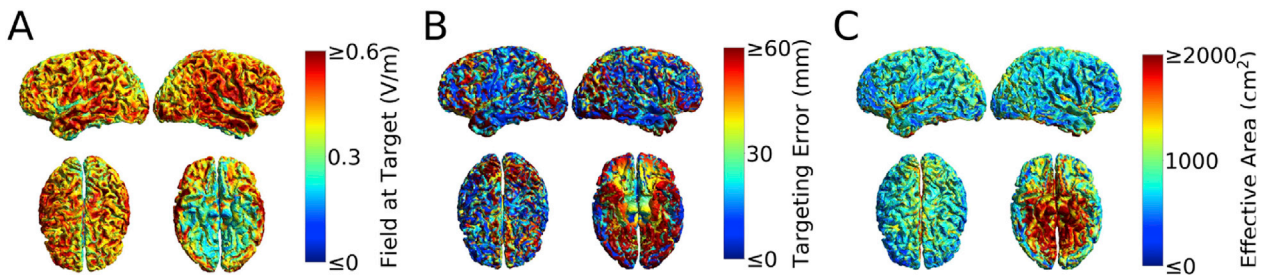 A
≥0.6
0.3
≤0
Field at Target (V/m)
B
≥60
30
≤0
Targeting Error (mm)
C
≥2000
1000
≤0
Effective Area (cm²)